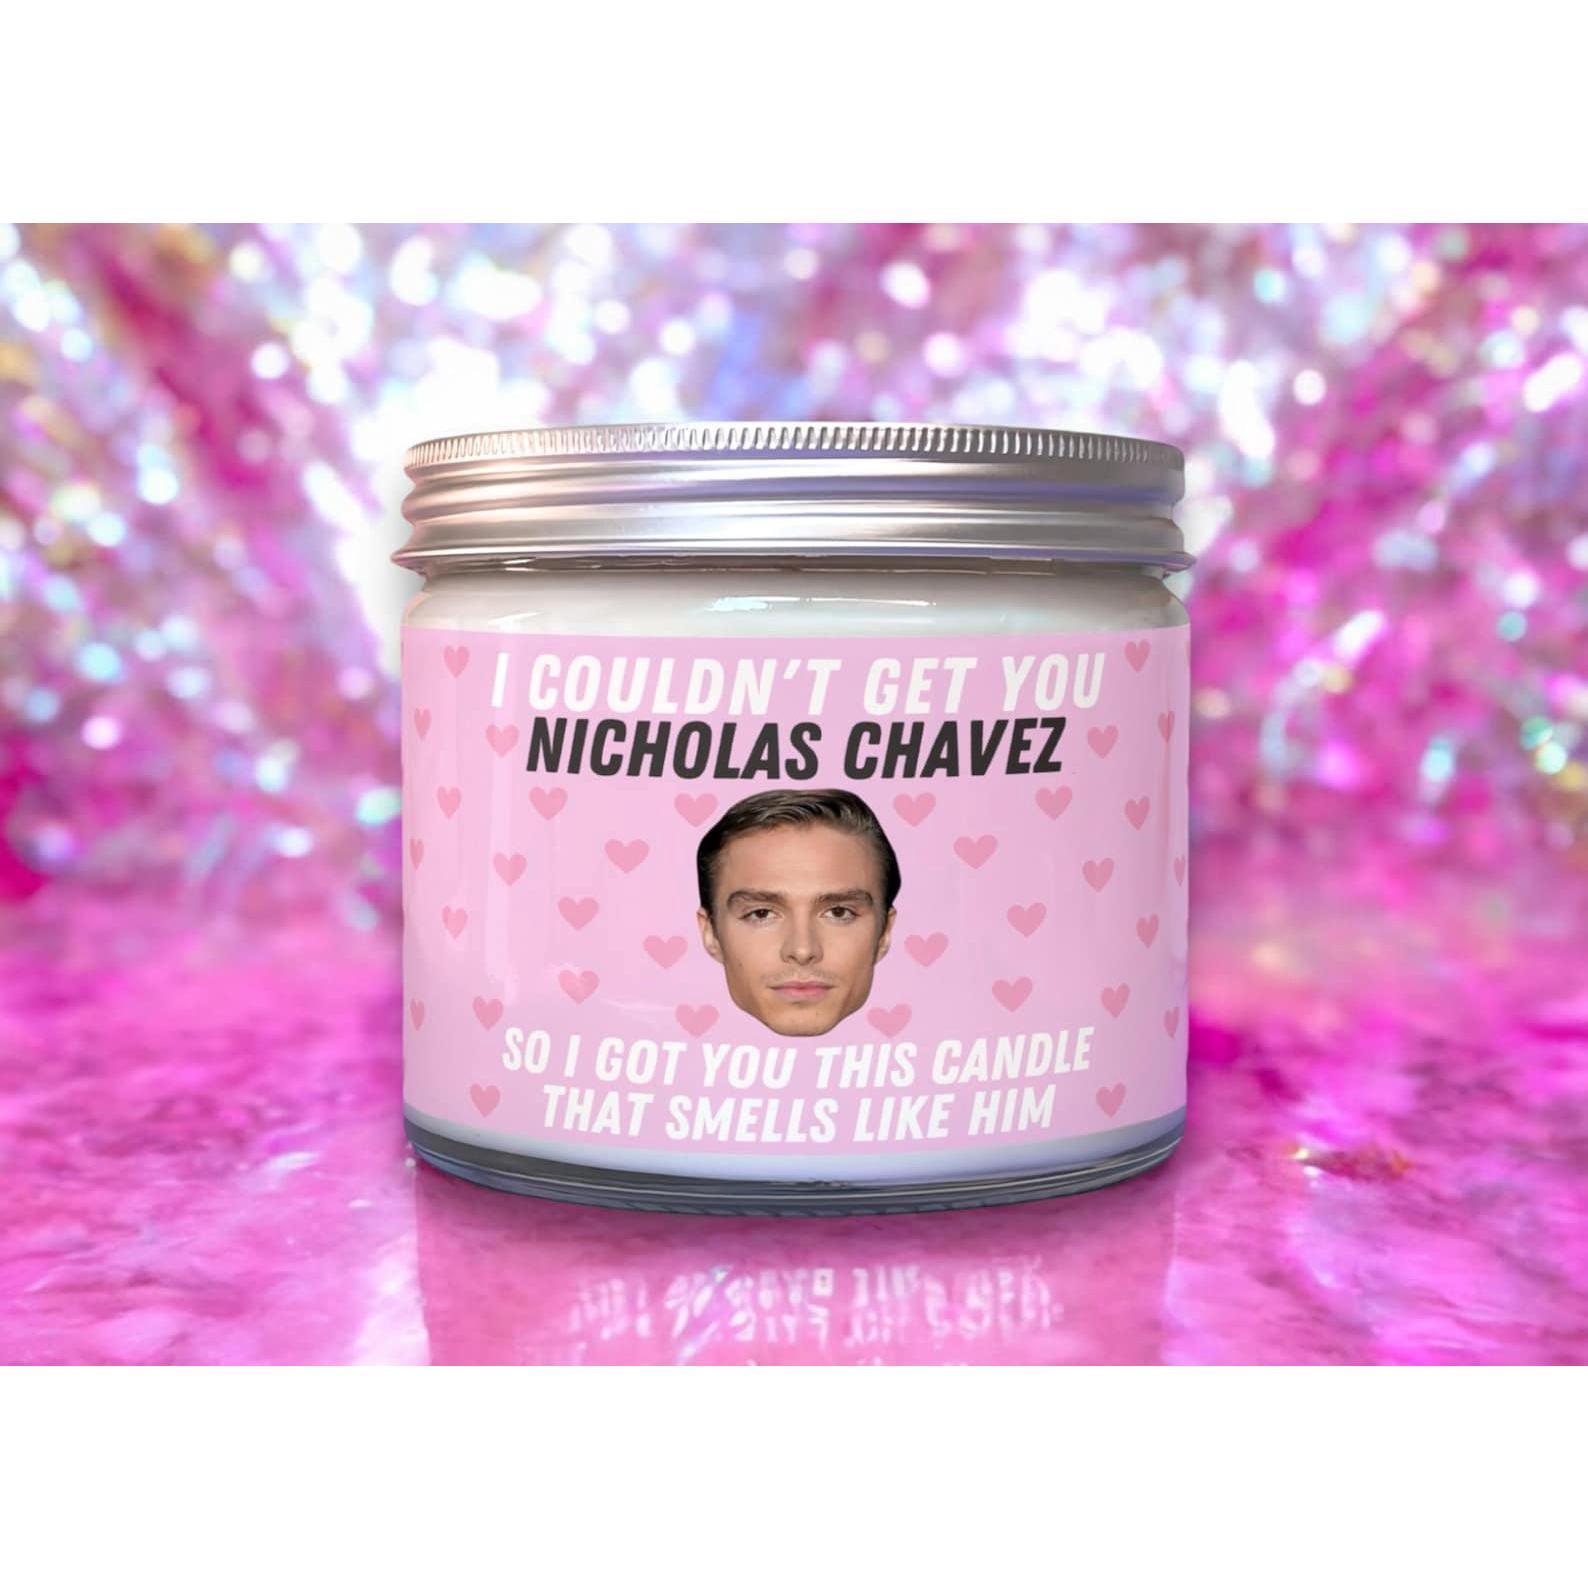 I COULDN'T GET YOU
NICHOLAS CHAVEZ
SO I GOT YOU THIS CANDLE
THAT SMELLS LIKE HIM